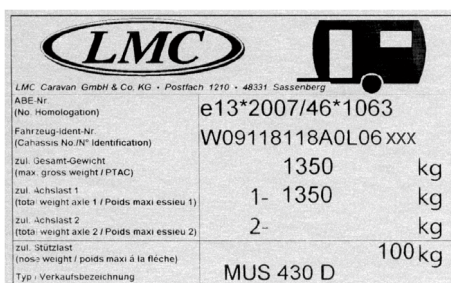 LMC
LMC Caravan GmbH & Co. KG · Postfach 1210 · 48331 Sassenberg
ABE-Nr.
(No. Homologation)
e13*2007/46*1063
Fahrzeug-Ident-Nr.
(Cahassis No./N° Identification)
W09118118A0L06 xxx
zul. Gesamt-Gewicht
(max. gross weight / PTAC)
1350 kg
zul. Achslast 1
(total weight axle 1 / Poids maxi essieu 1)
1- 1350 kg
zul. Achslast 2
(total weight axle 2 / Poids maxi essieu 2)
2- kg
zul. Stützlast
(nose weight / poids maxi á la fléche)
100 kg
Typ / Verkaufsbezeichnung
MUS 430 D